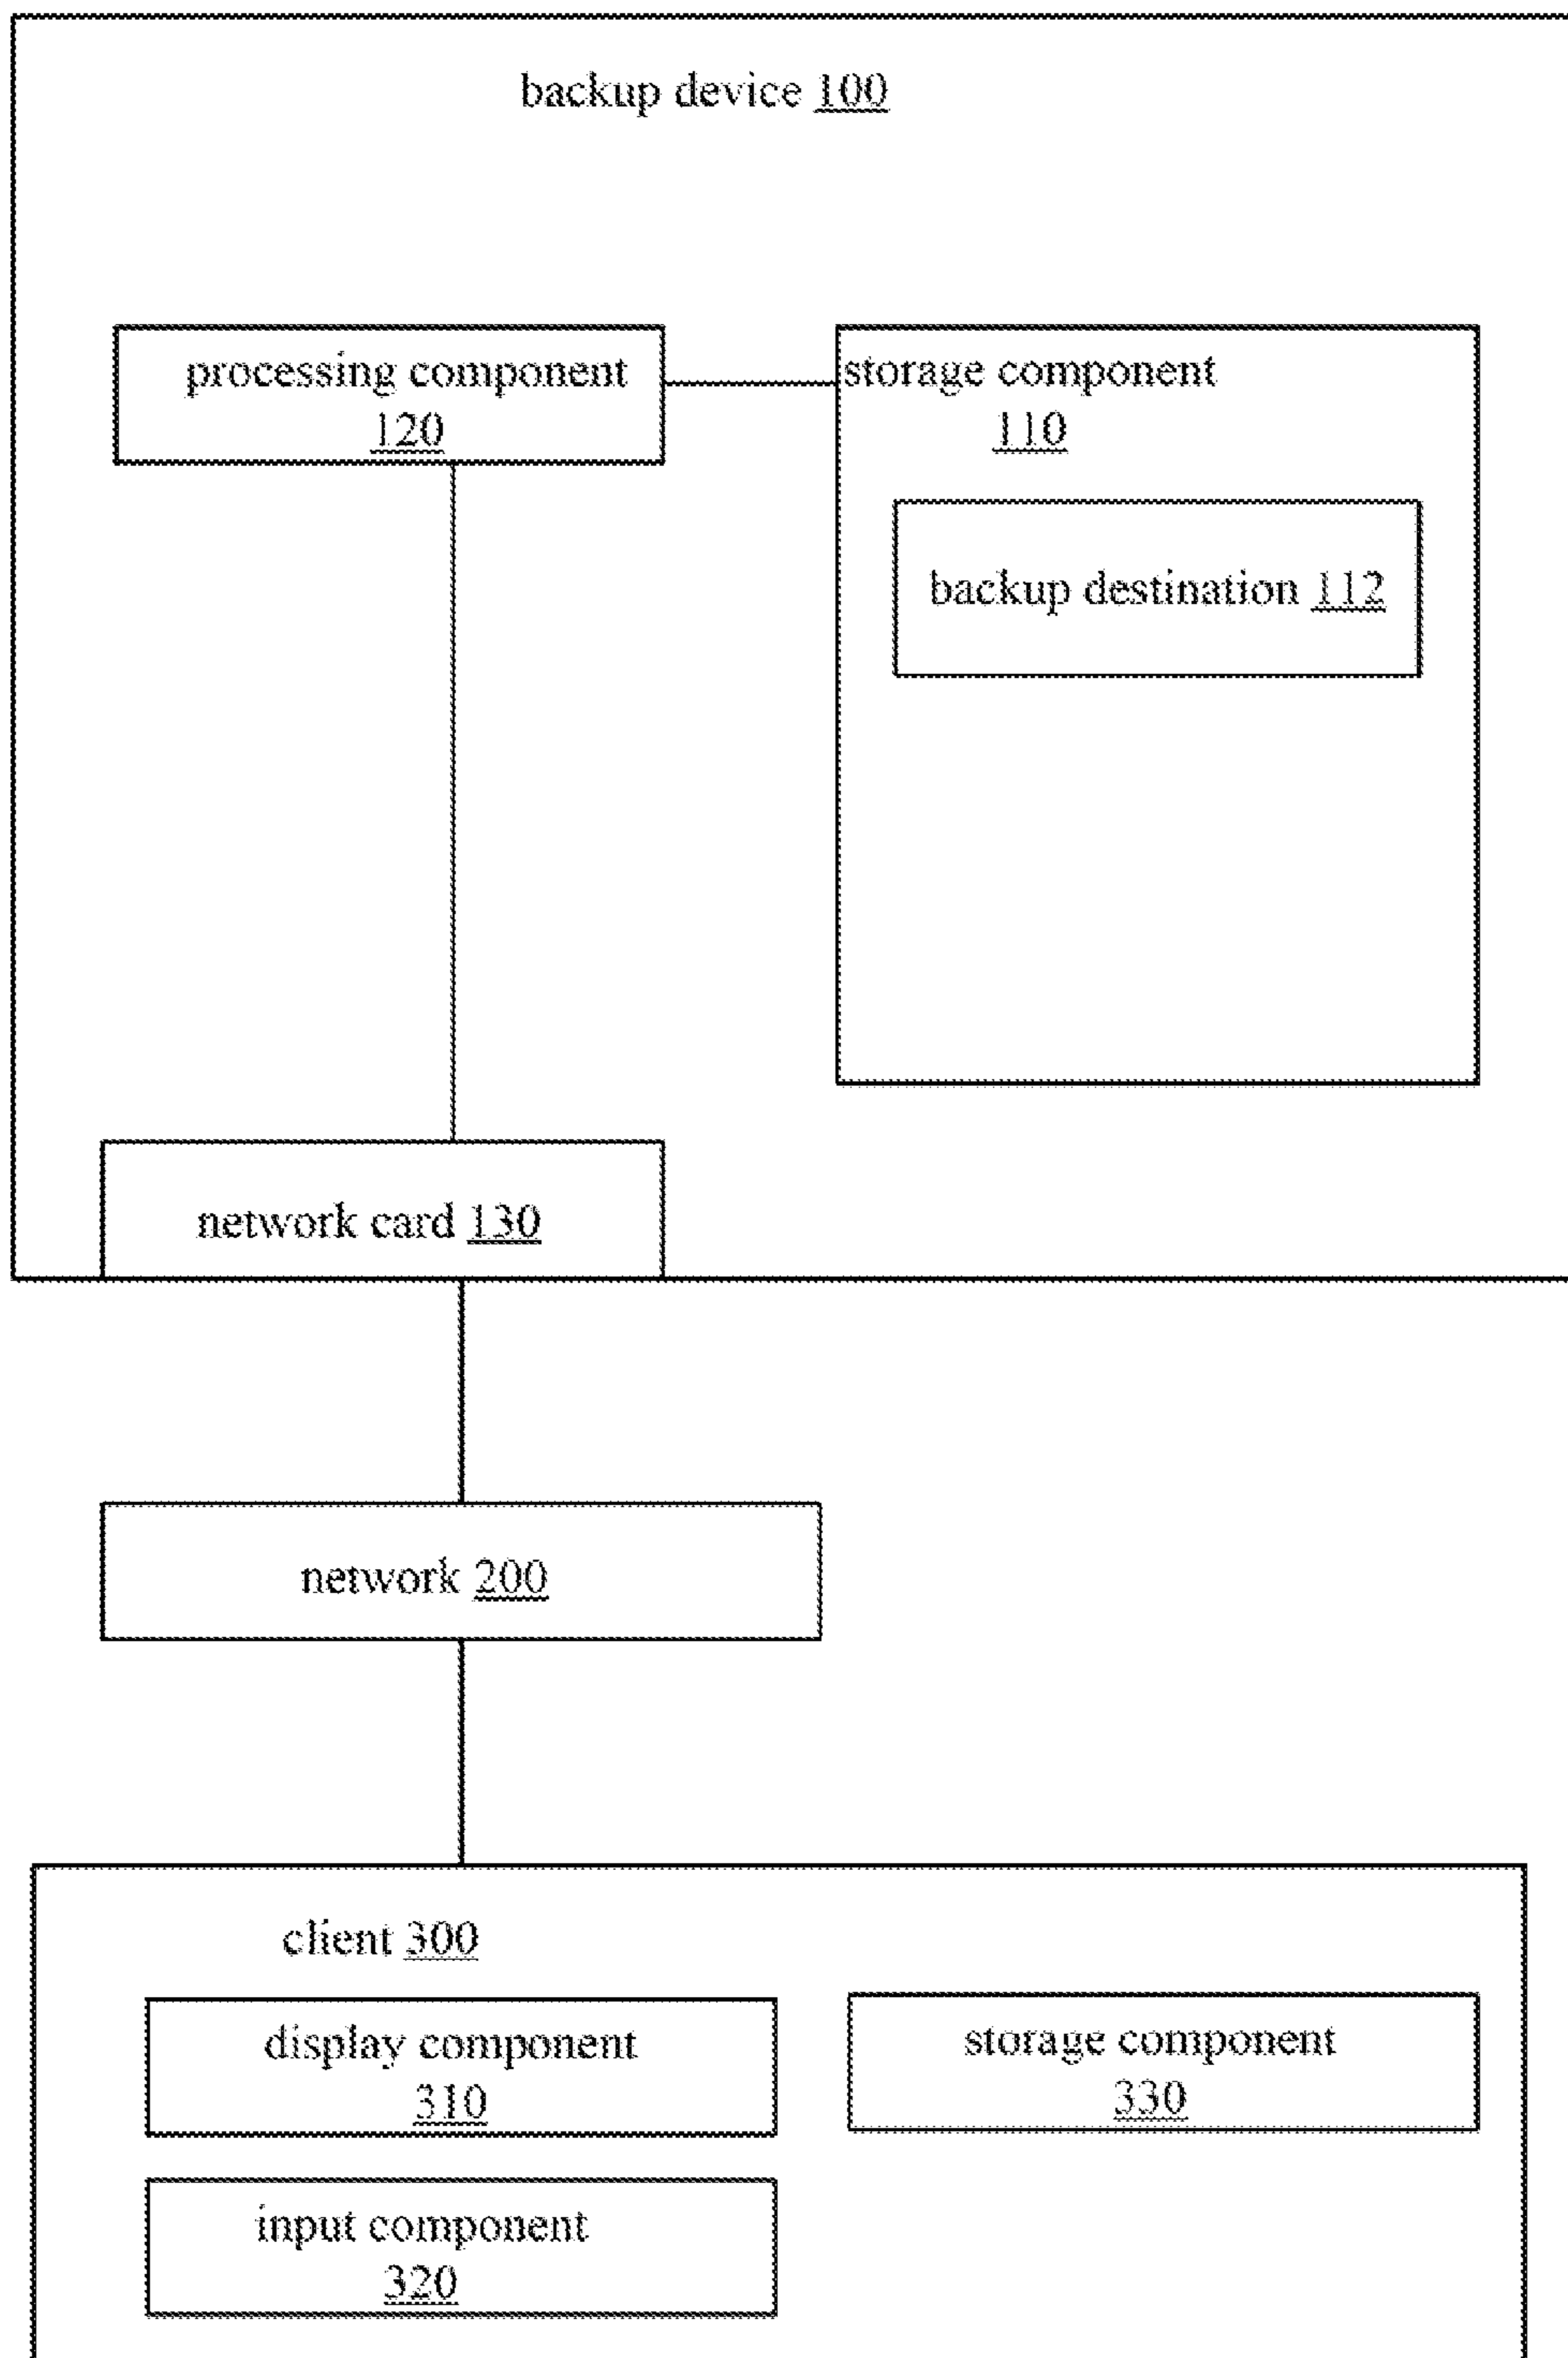 backup device 100
processing component
120
storage component
110
backup destination 112
network card 130
network 200
client 300
display component
310
storage component
330
input component
320